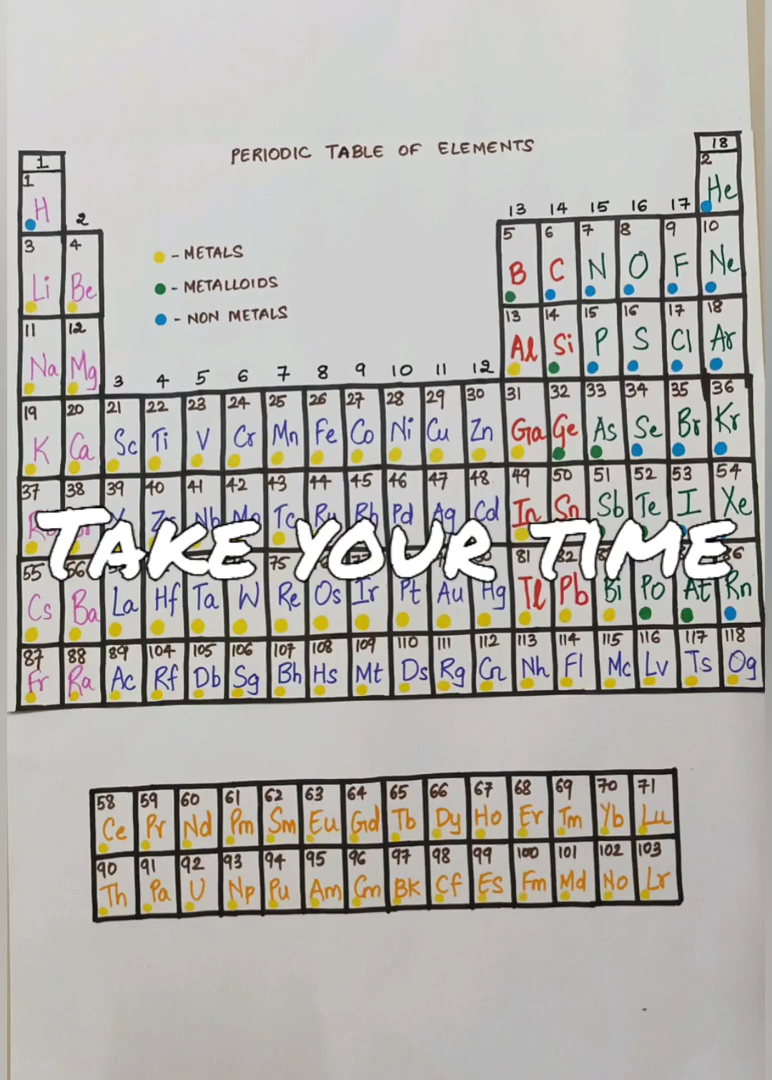 1 18
PERIODIC TABLE OF ELEMENTS
1 2
H He
2 13 14 15 16 17
3 4 5 6 7 8 9 10
Li Be B C N O F Ne
- METALS
- METALLOIDS
- NON METALS
11 12 13 14 15 16 17 18
Na Mg Al Si P S Cl Ar
3 4 5 6 7 8 9 10 11 12
19 20 21 22 23 24 25 26 27 28 29 30 31 32 33 34 35 36
K Ca Sc Ti V Cr Mn Fe Co Ni Cu Zn Ga Ge As Se Br Kr
37 38 39 40 41 42 43 44 45 46 47 48 49 50 51 52 53 54
Nb Tc Ru Rh Pd Ag Cd In Sn Sb Te I Xe
TAKE YOUR TIME
55 56 75 81 82 86
Cs Ba La Hf Ta W Re Os Ir Pt Au Hg Tl Pb Bi Po At Rn
87 88 89 104 105 106 107 108 109 110 111 112 113 114 115 116 117 118
Fr Ra Ac Rf Db Sg Bh Hs Mt Ds Rg Cn Nh Fl Mc Lv Ts Og
58 59 60 61 62 63 64 65 66 67 68 69 70 71
Ce Pr Nd Pm Sm Eu Gd Tb Dy Ho Er Tm Yb Lu
90 91 92 93 94 95 96 97 98 99 100 101 102 103
Th Pa U Np Pu Am Cm BK Cf Es Fm Md No Lr